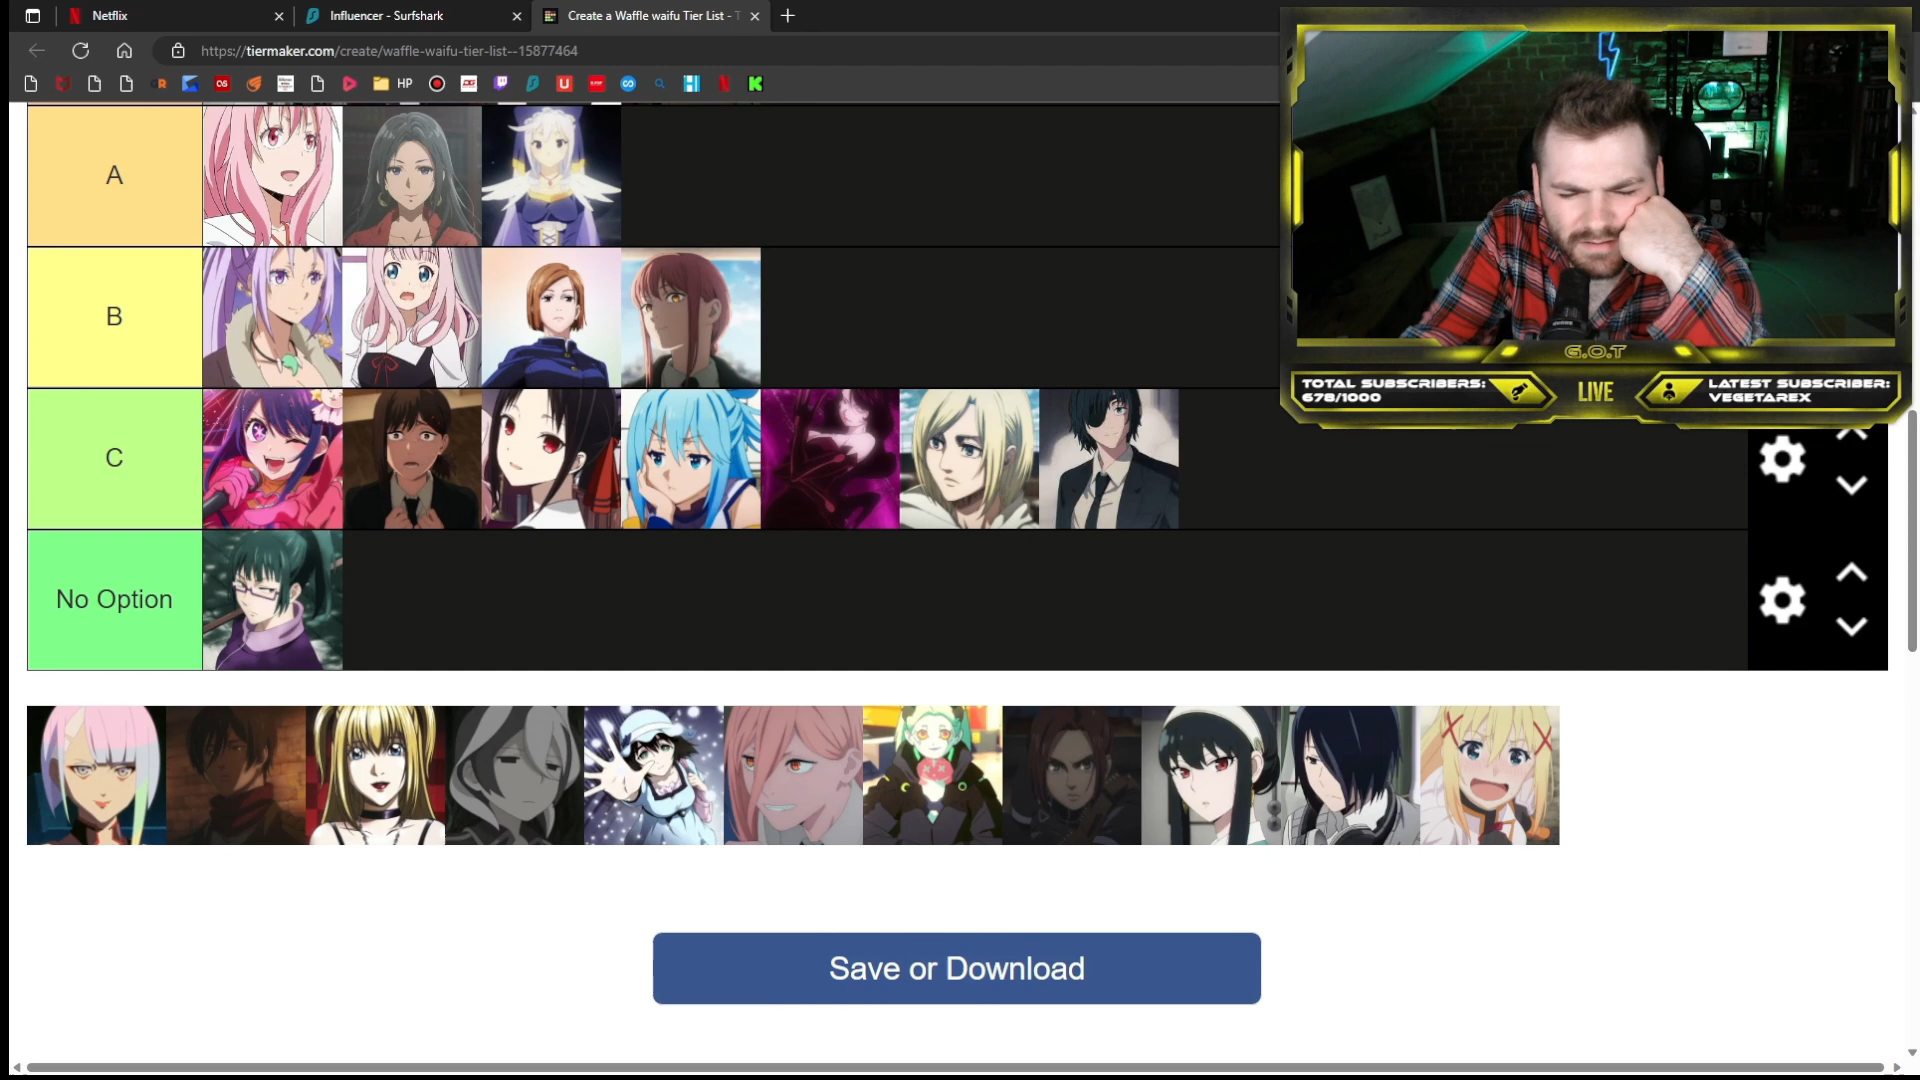 Netflix
Influencer - Surfshark
Create a Waffle waifu Tier List - T
https://tiermaker.com/create/waffle-waifu-tier-list--15877464
HP
A
B
C
No Option
Save or Download
G.O.T
TOTAL SUBSCRIBERS:
678/1000
LIVE
LATEST SUBSCRIBER:
VEGETAREX